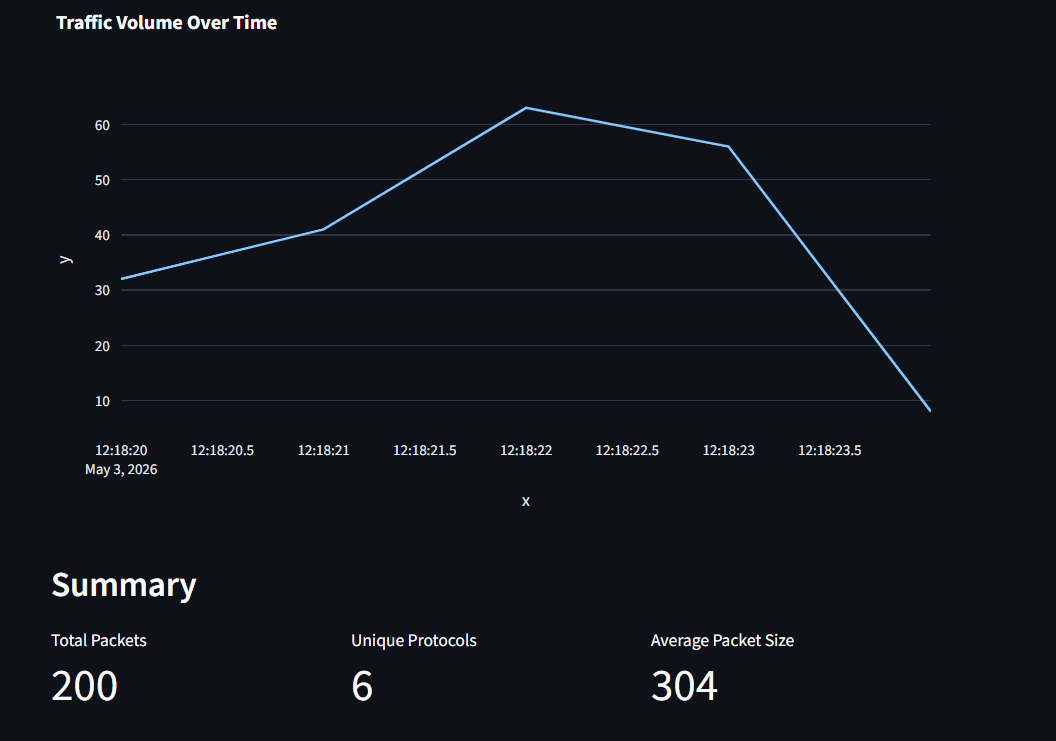 Traffic Volume Over Time
60
50
40
30
20
10
y
12:18:20 12:18:20.5 12:18:21 12:18:21.5 12:18:22 12:18:22.5 12:18:23 12:18:23.5
May 3, 2026
x
Summary
Total Packets Unique Protocols Average Packet Size
200 6 304